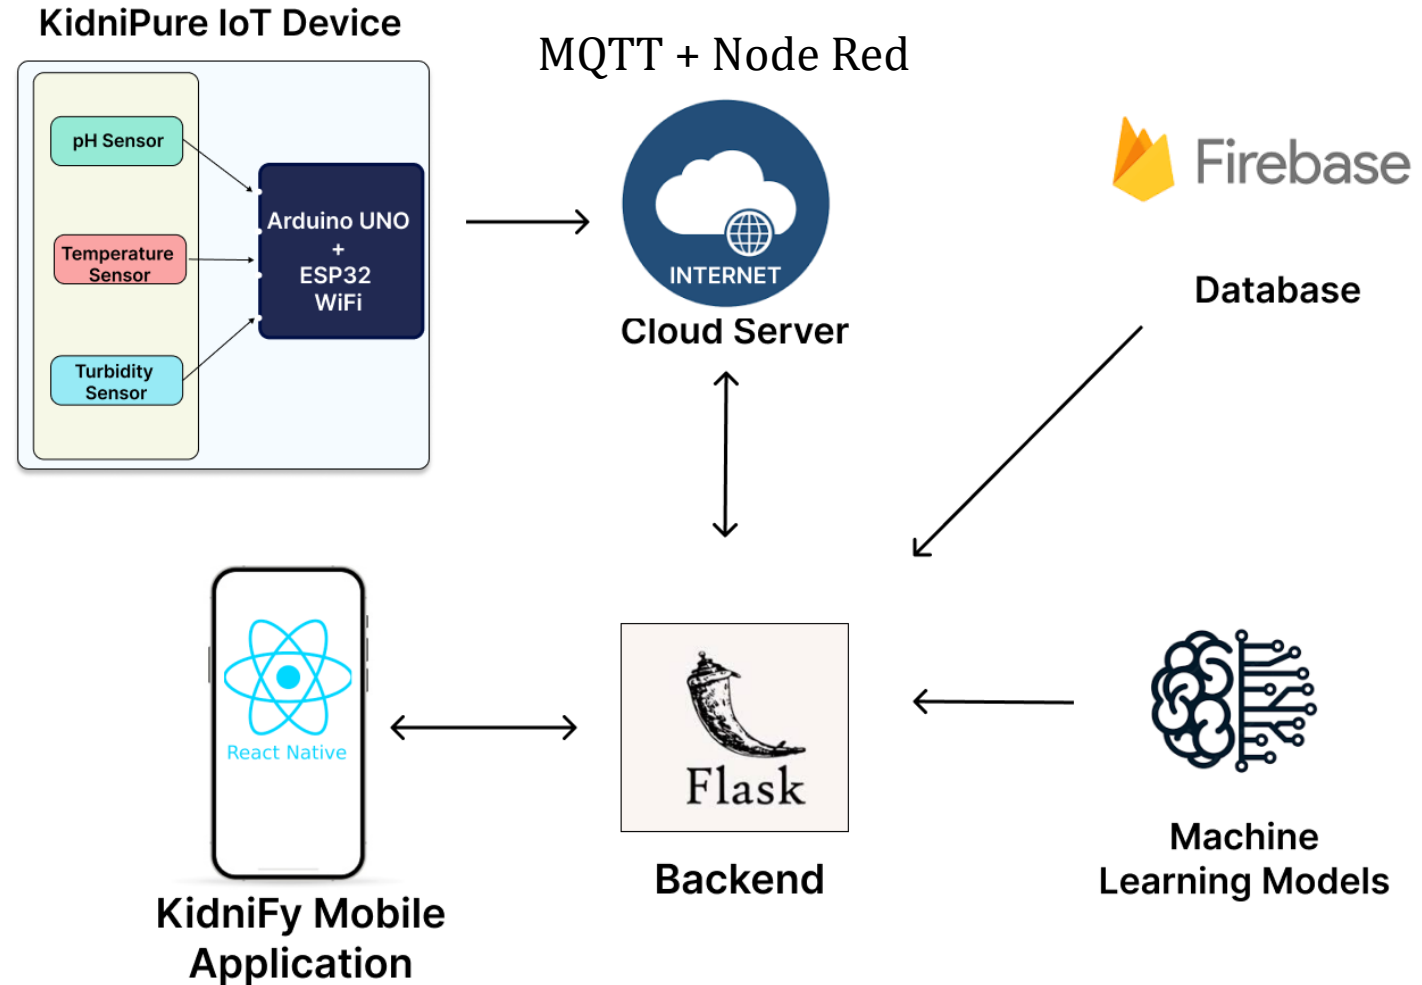 KidniPure IoT Device
MQTT + Node Red
pH Sensor
Temperature
Sensor
Turbidity
Sensor
Arduino UNO
+
ESP32
WiFi
INTERNET
Cloud Server
Firebase
Database
React Native
KidniFy Mobile
Application
Flask
Backend
Machine
Learning Models